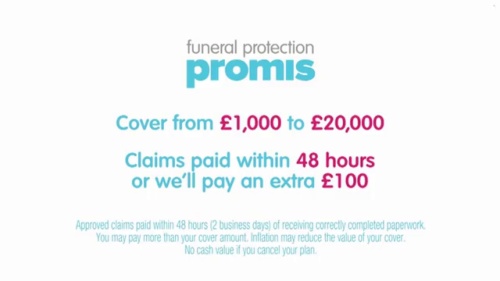 funeral protection
promis
Cover from £1,000 to £20,000
Claims paid within 48 hours
or we'll pay an extra £100
Approved claims paid within 48 hours (2 business days) of receiving correctly completed paperwork.
You may pay more than your cover amount. Inflation may reduce the value of your cover.
No cash value if you cancel your plan.